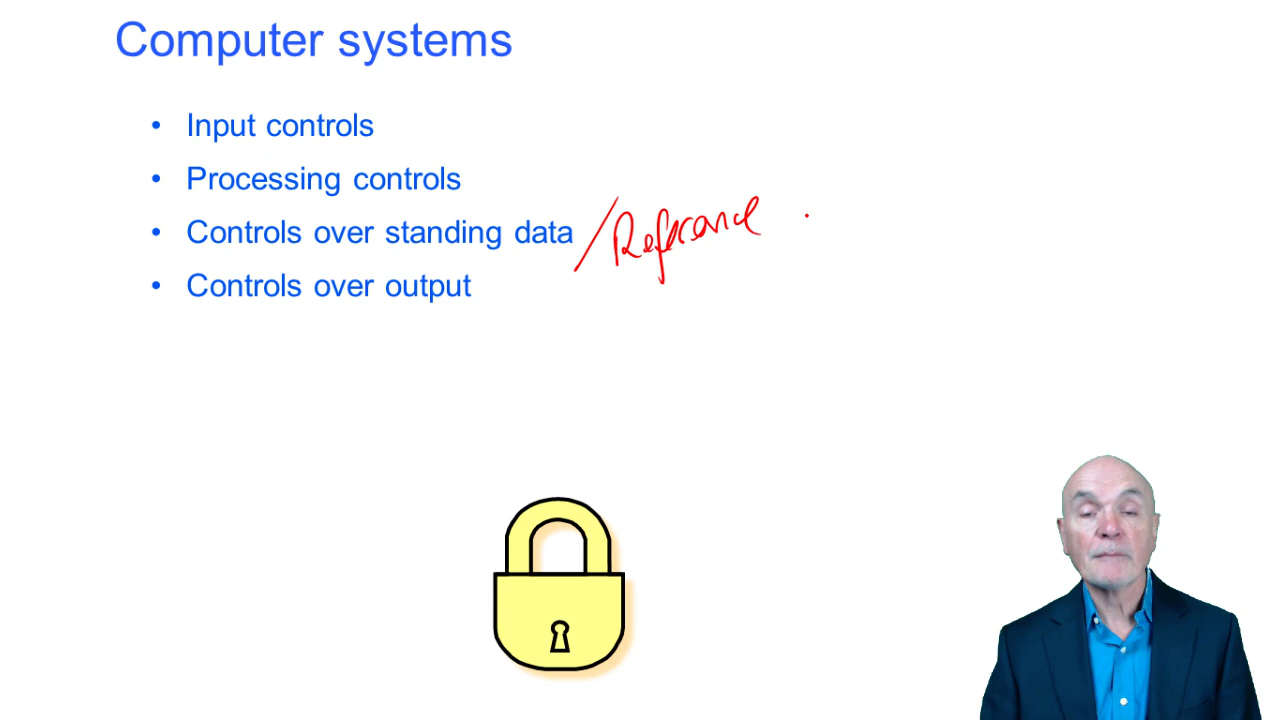 Computer systems
• Input controls
• Processing controls
• Controls over standing data /Reference
• Controls over output